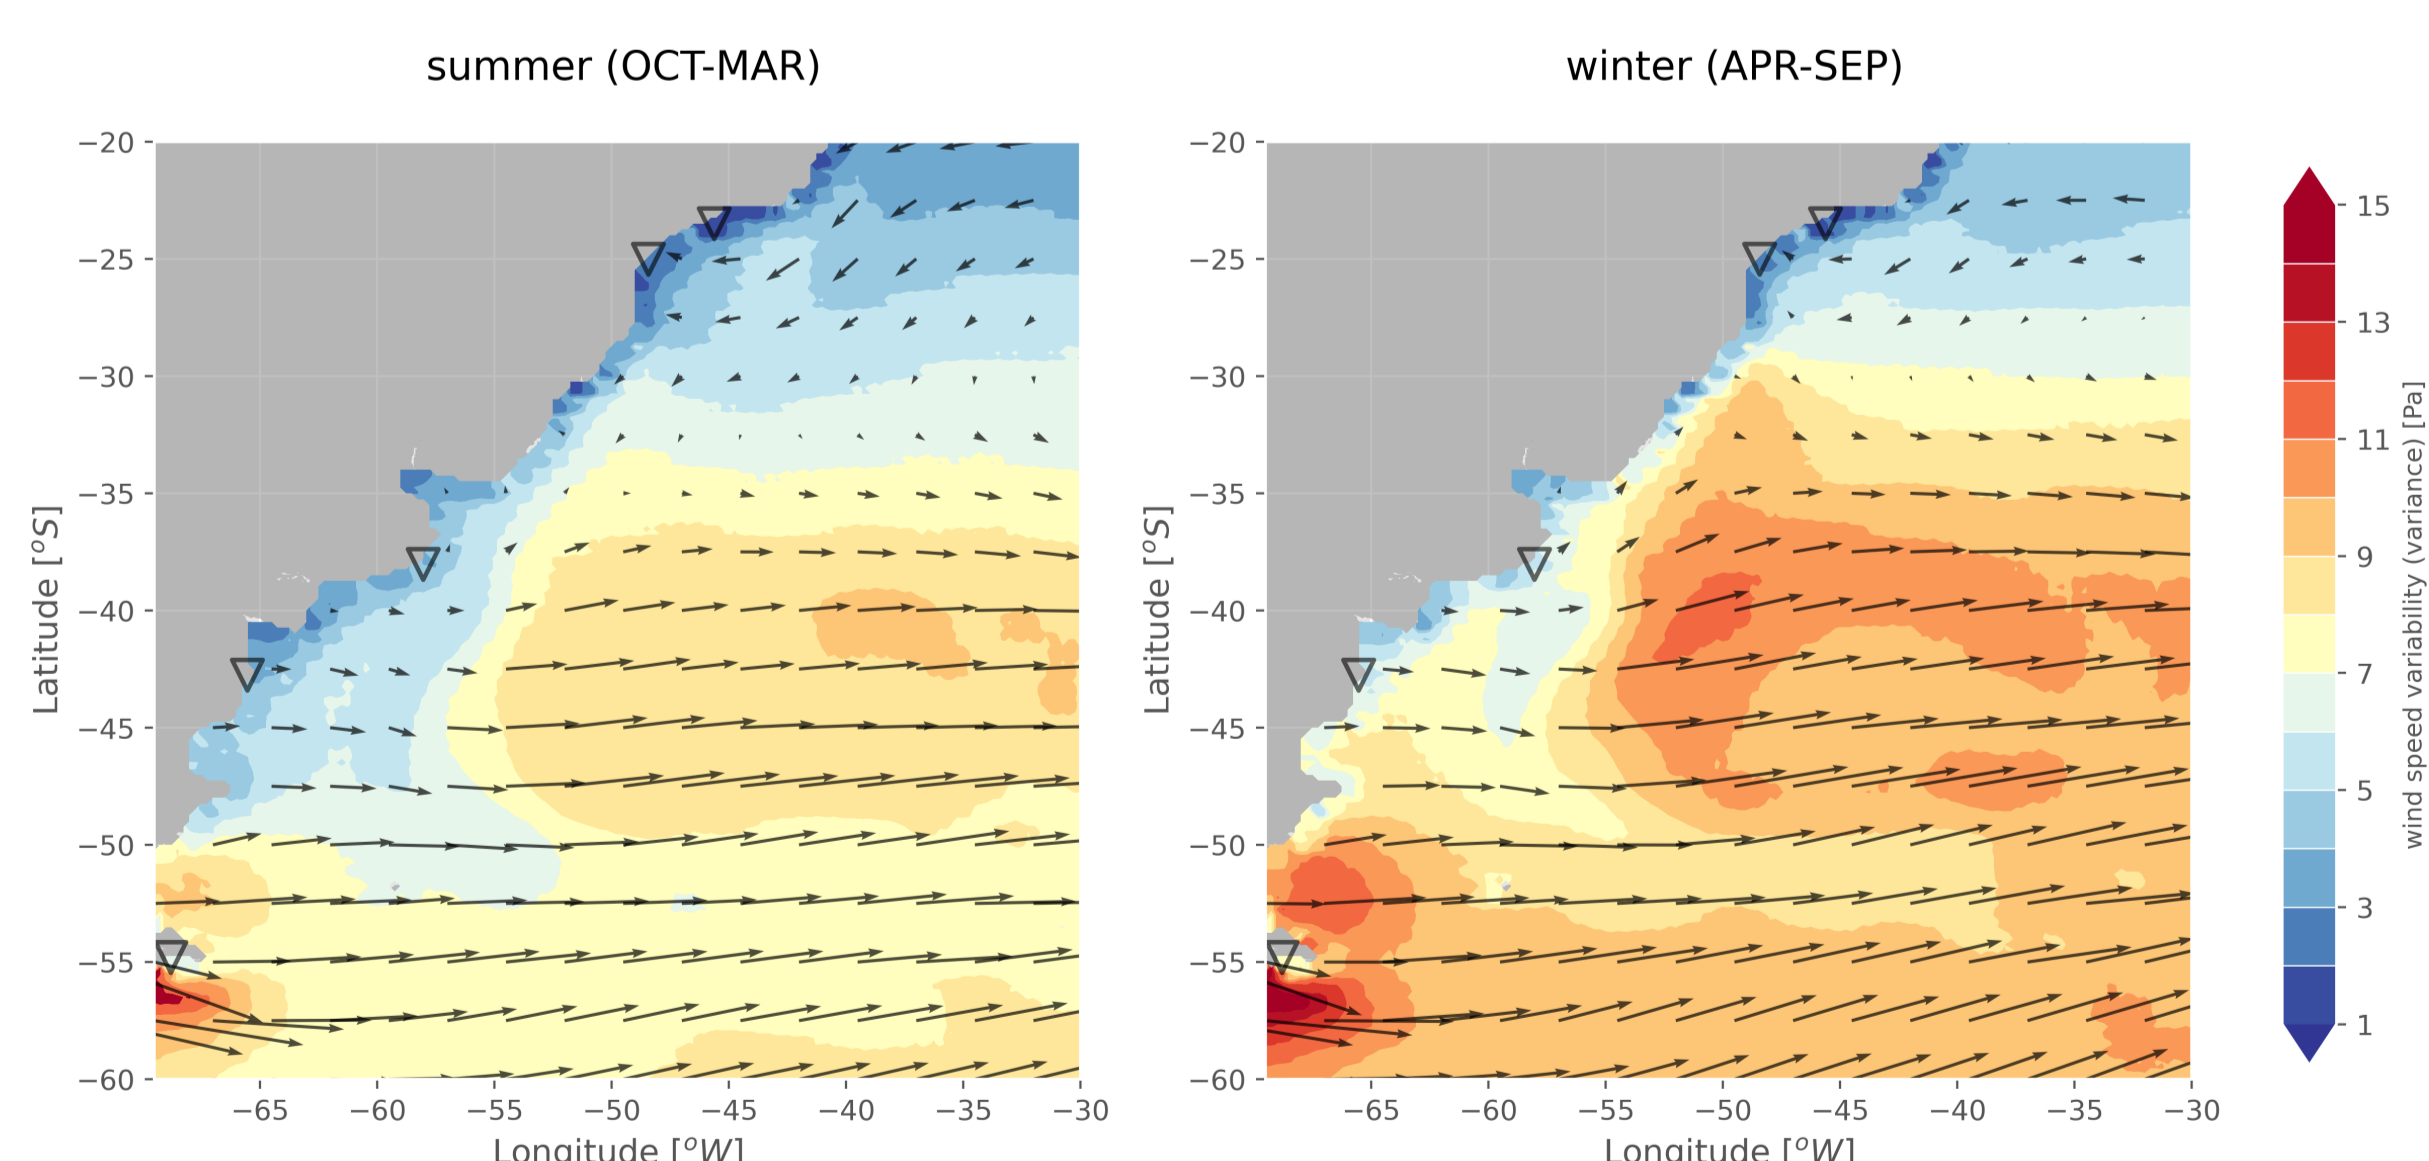 summer (OCT-MAR)
winter (APR-SEP)
−20
−25
−30
−35
−40
−45
−50
−55
−60
Latitude [°S]
−65 −60 −55 −50 −45 −40 −35 −30
Longitude [°W]
−20
−25
−30
−35
−40
−45
−50
−55
−60
Latitude [°S]
−65 −60 −55 −50 −45 −40 −35 −30
Longitude [°W]
15
13
11
9
7
5
3
1
wind speed variability (variance) [Pa]